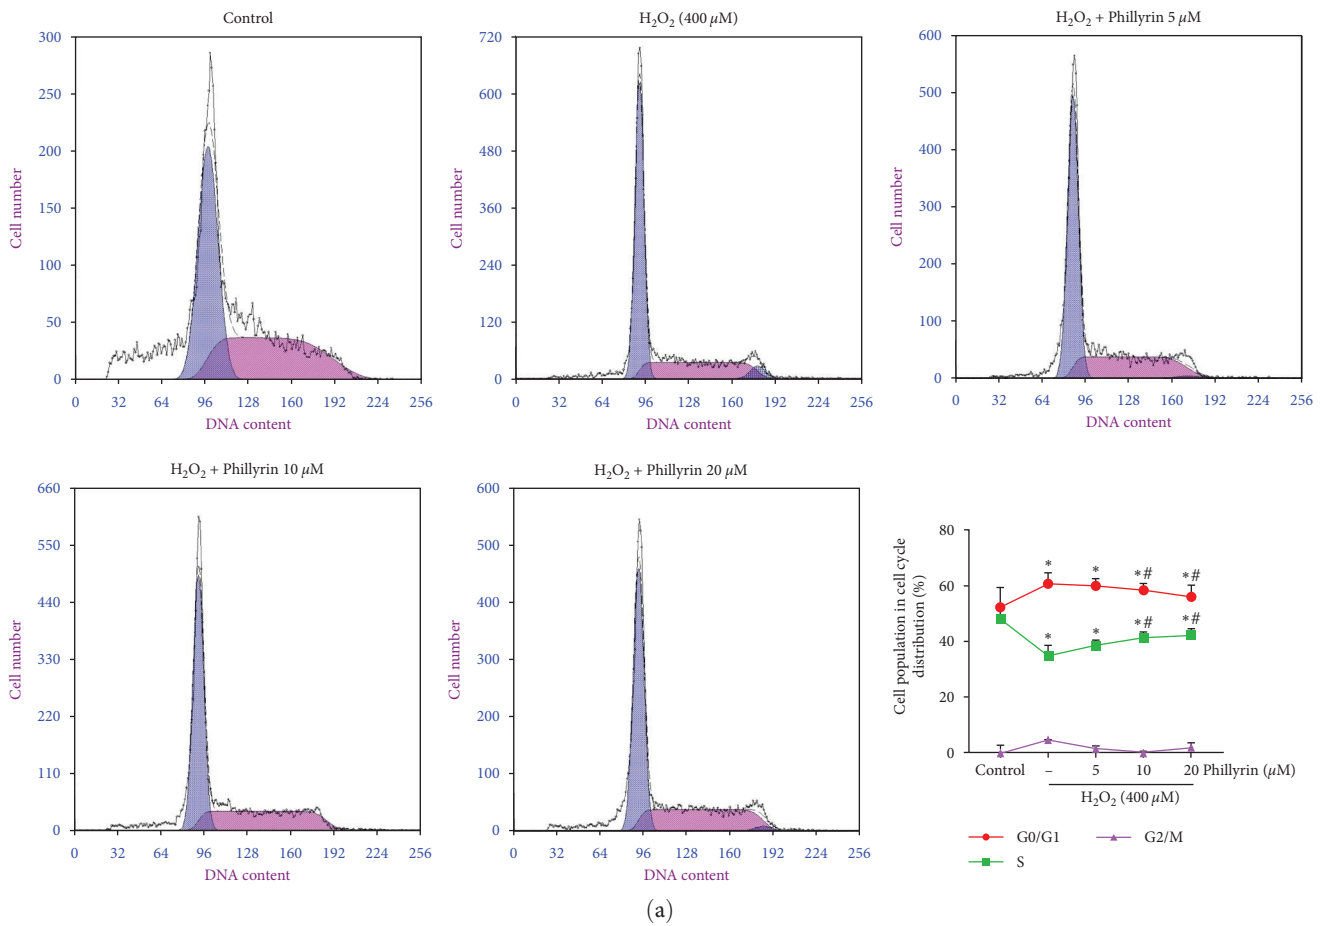 Control
300
250
200
150
100
50
0
Cell number
0 32 64 96 128 160 192 224 256
DNA content
H₂O₂ (400 μM)
720
600
480
360
240
120
0
Cell number
0 32 64 96 128 160 192 224 256
DNA content
H₂O₂ + Phillyrin 5 μM
600
500
400
300
200
100
0
Cell number
0 32 64 96 128 160 192 224 256
DNA content
H₂O₂ + Phillyrin 10 μM
660
550
440
330
220
110
0
Cell number
0 32 64 96 128 160 192 224 256
DNA content
H₂O₂ + Phillyrin 20 μM
600
500
400
300
200
100
0
Cell number
0 32 64 96 128 160 192 224 256
DNA content
Cell population in cell cycle
distribution (%)
80
60
40
20
0
* * *# *#
* * *# *#
Control – 5 10 20 Phillyrin (μM)
H₂O₂ (400 μM)
G0/G1 G2/M
S
(a)